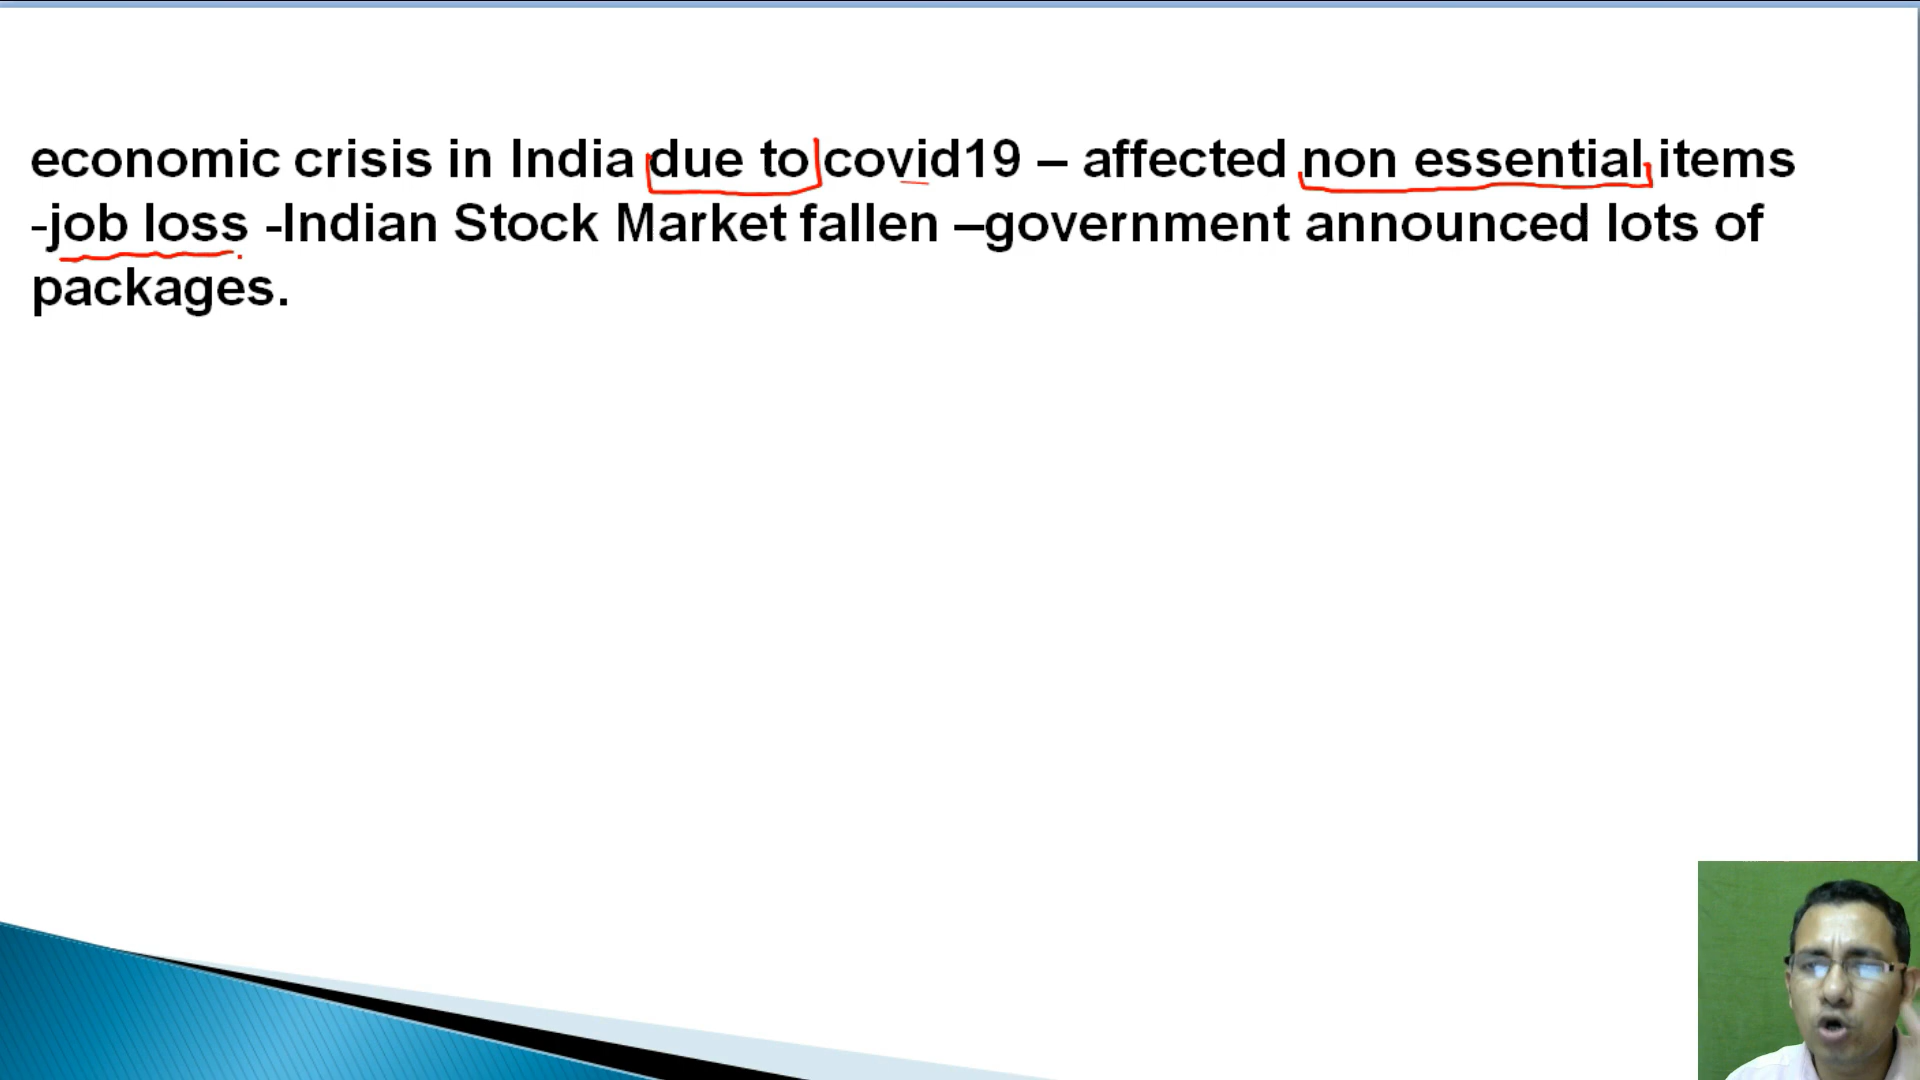 economic crisis in India due to covid19 – affected non essential items
-job loss -Indian Stock Market fallen –government announced lots of
packages.